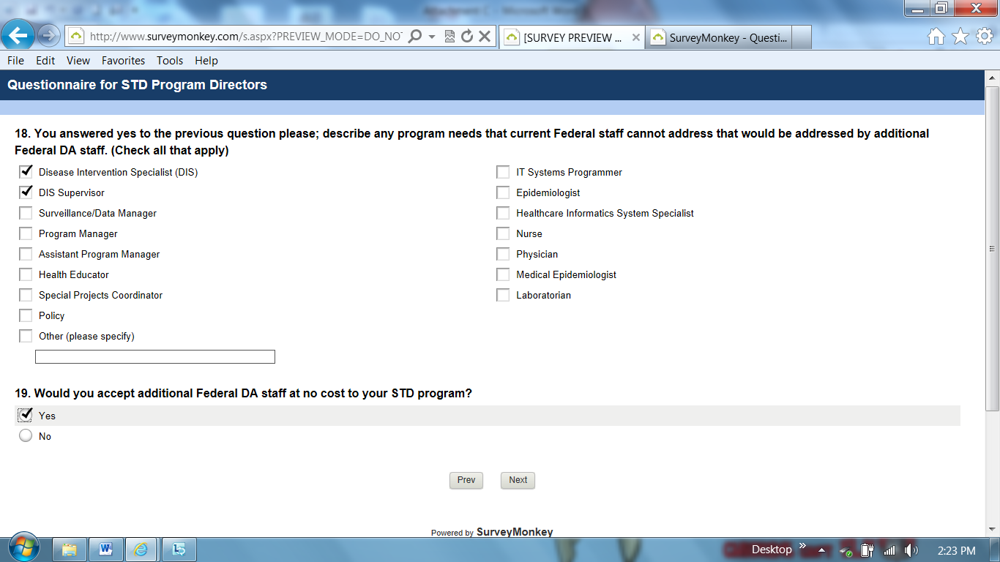 http://www.surveymonkey.com/s.aspx?PREVIEW_MODE=DO_NOT
[SURVEY PREVIEW ...
SurveyMonkey - Questi...
File Edit View Favorites Tools Help
Questionnaire for STD Program Directors
18. You answered yes to the previous question please; describe any program needs that current Federal staff cannot address that would be addressed by additional
Federal DA staff. (Check all that apply)
Disease Intervention Specialist (DIS)
DIS Supervisor
Surveillance/Data Manager
Program Manager
Assistant Program Manager
Health Educator
Special Projects Coordinator
Policy
Other (please specify)
IT Systems Programmer
Epidemiologist
Healthcare Informatics System Specialist
Nurse
Physician
Medical Epidemiologist
Laboratorian
19. Would you accept additional Federal DA staff at no cost to your STD program?
Yes
No
Prev Next
Powered by SurveyMonkey
Desktop
2:23 PM